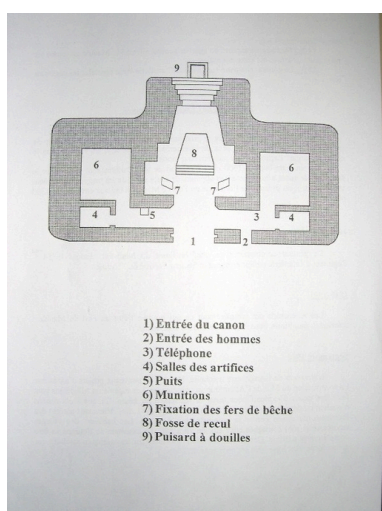 9
6
6
8
7
7
4
5
3
4
1
2
1) Entrée du canon
2) Entrée des hommes
3) Téléphone
4) Salles des artifices
5) Puits
6) Munitions
7) Fixation des fers de bêche
8) Fosse de recul
9) Puisard à douilles